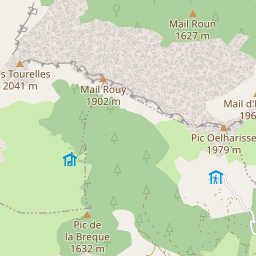 Mail Roun
1627 m
s Tourelles
2041 m
Mail Rouy
1902 m
Mail d'
196
Pic Oelharisse
1979 m
Pic de
la Breque
1632 m